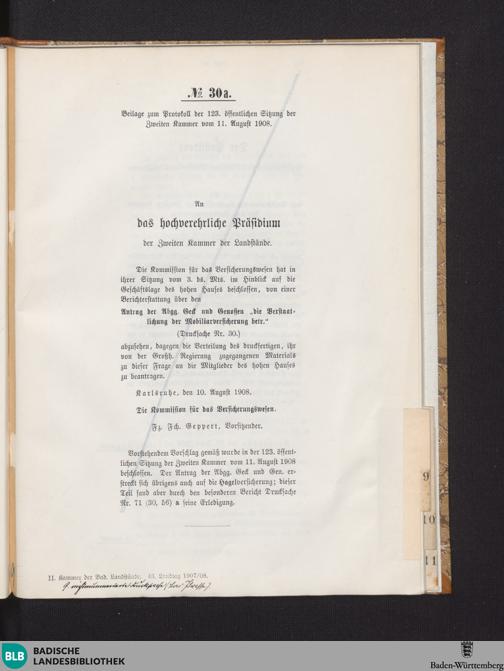 № 30a.
Beilage zum Protokoll der 123. öffentlichen Sitzung der
Zweiten Kammer vom 11. August 1908.
An
das hochverehrliche Präsidium
der Zweiten Kammer der Landstände.
Die Kommission für das Versicherungswesen hat in
ihrer Sitzung vom 3. ds. Mts. im Hinblick auf die
Geschäftslage des hohen Hauses beschlossen, von einer
Berichterstattung über den
Antrag der Abgg. Geck und Genossen „die Verstaat-
lichung der Mobiliarversicherung betr.“
(Drucksache Nr. 30.)
abzusehen, dagegen die Verteilung des druckfertigen, ihr
von der Großh. Regierung zugegangenen Materials
zu dieser Frage an die Mitglieder des hohen Hauses
zu beantragen.
Karlsruhe, den 10. August 1908.
Die Kommission für das Versicherungswesen.
Fz. Fch. Geppert, Vorsitzender.
Vorstehendem Vorschlag gemäß wurde in der 123. öffent-
lichen Sitzung der Zweiten Kammer vom 11. August 1908
beschlossen. Der Antrag der Abgg. Geck und Gen. er-
streckt sich übrigens auch auf die Hagelversicherung; dieser
Teil fand aber durch den besonderen Bericht Drucksache
Nr. 71 (30, 56) a seine Erledigung.
II. Kammer der Bad. Landstände. 43. Landtag 1907/08.
9
10
11
BLB BADISCHE
LANDESBIBLIOTHEK
Baden-Württemberg